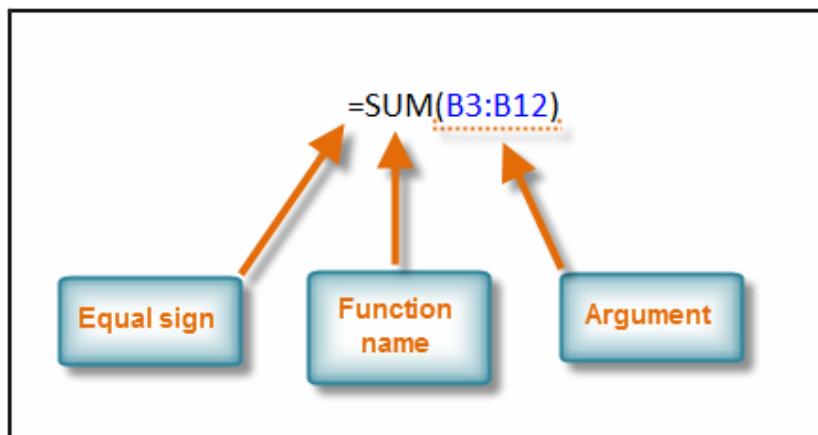 =SUM(B3:B12)
Equal sign
Function
name
Argument